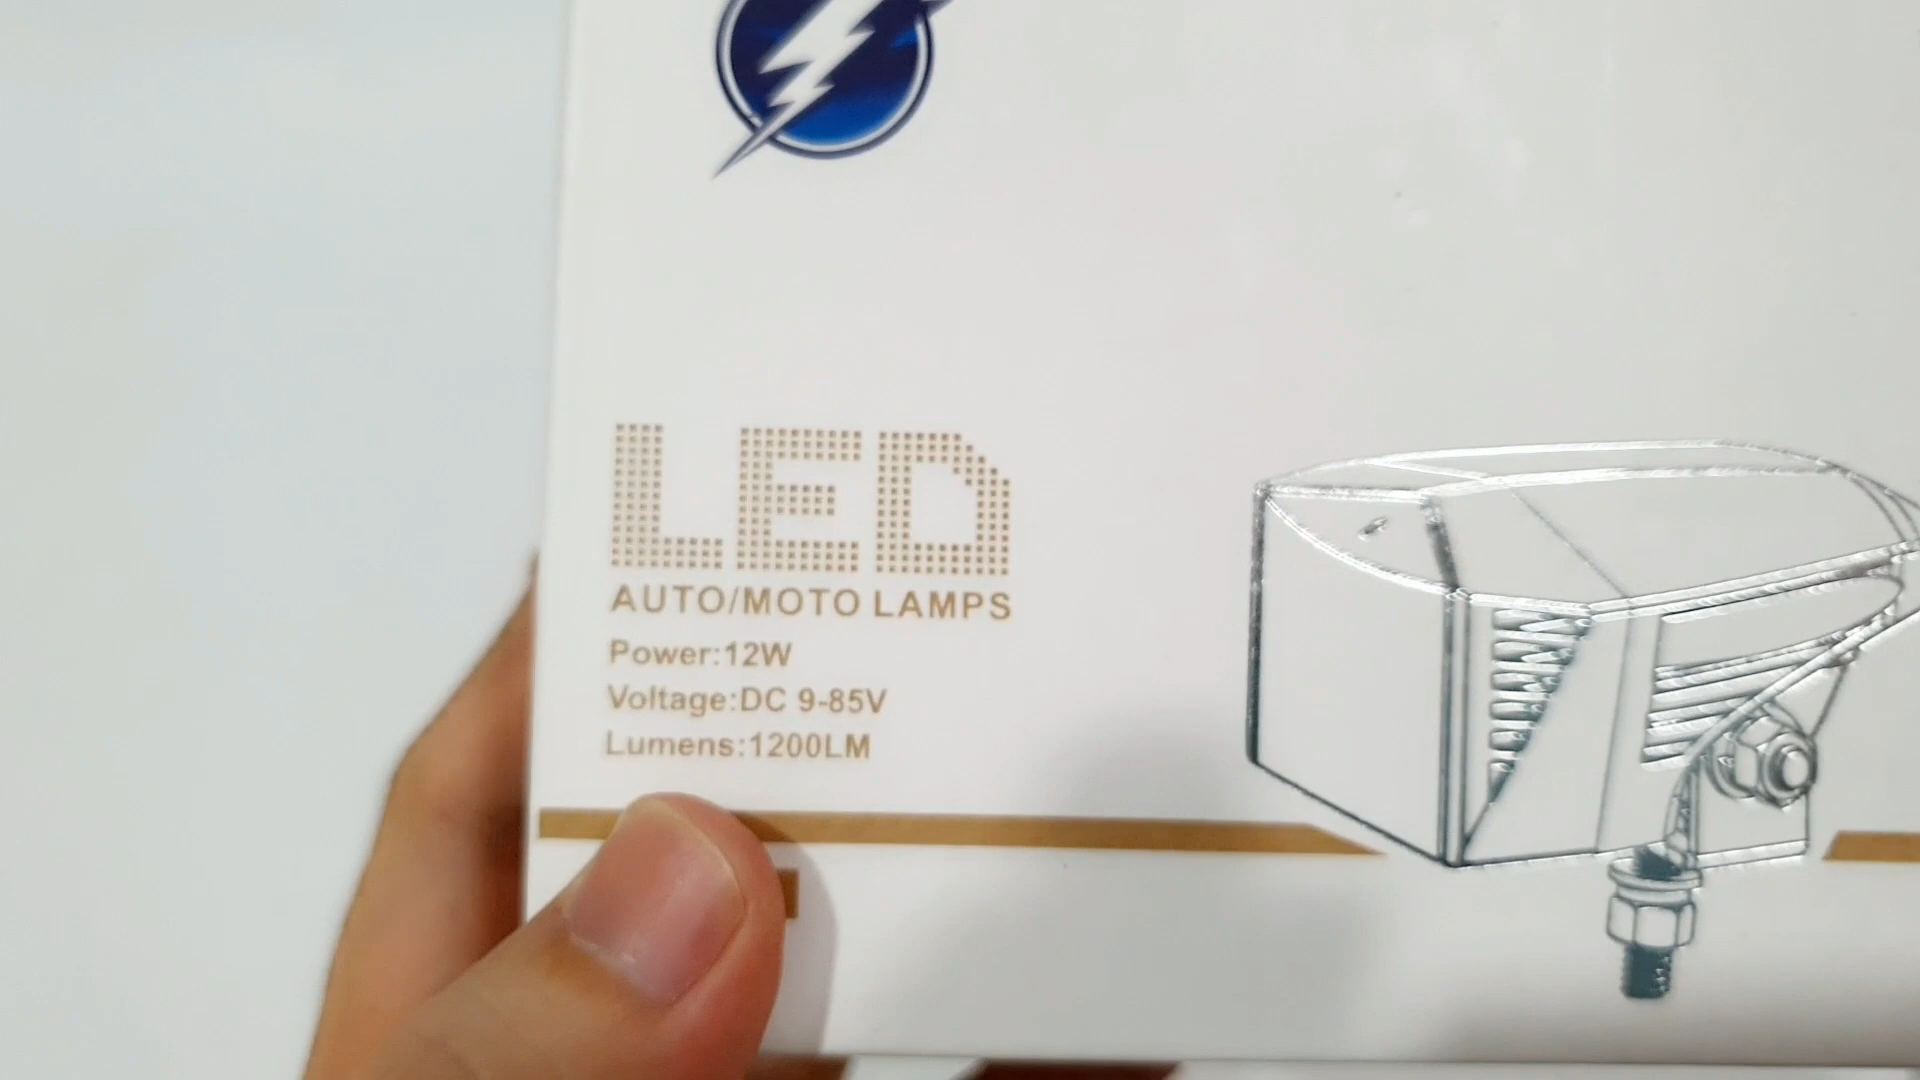 LED
AUTO/MOTO LAMPS
Power:12W
Voltage:DC 9-85V
Lumens:1200LM